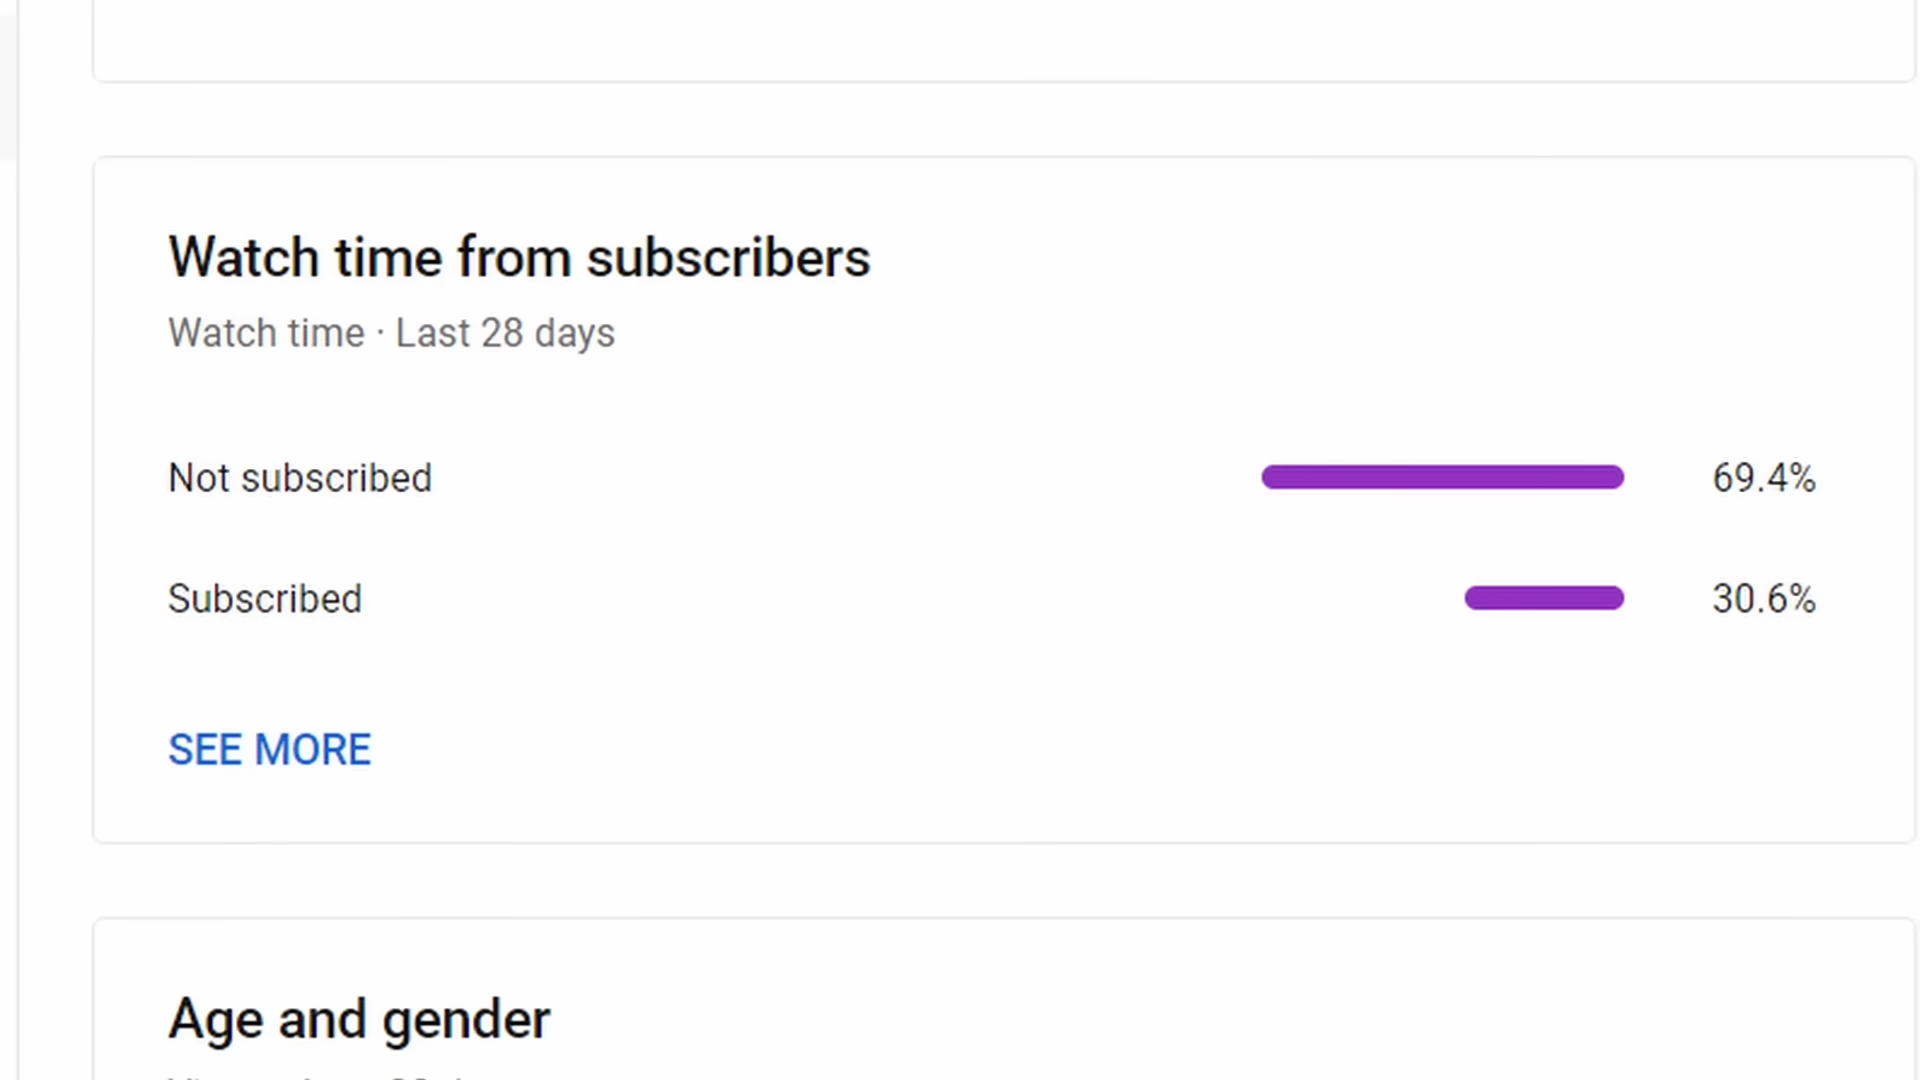 Watch time from subscribers
Watch time · Last 28 days
Not subscribed 69.4%
Subscribed 30.6%
SEE MORE
Age and gender